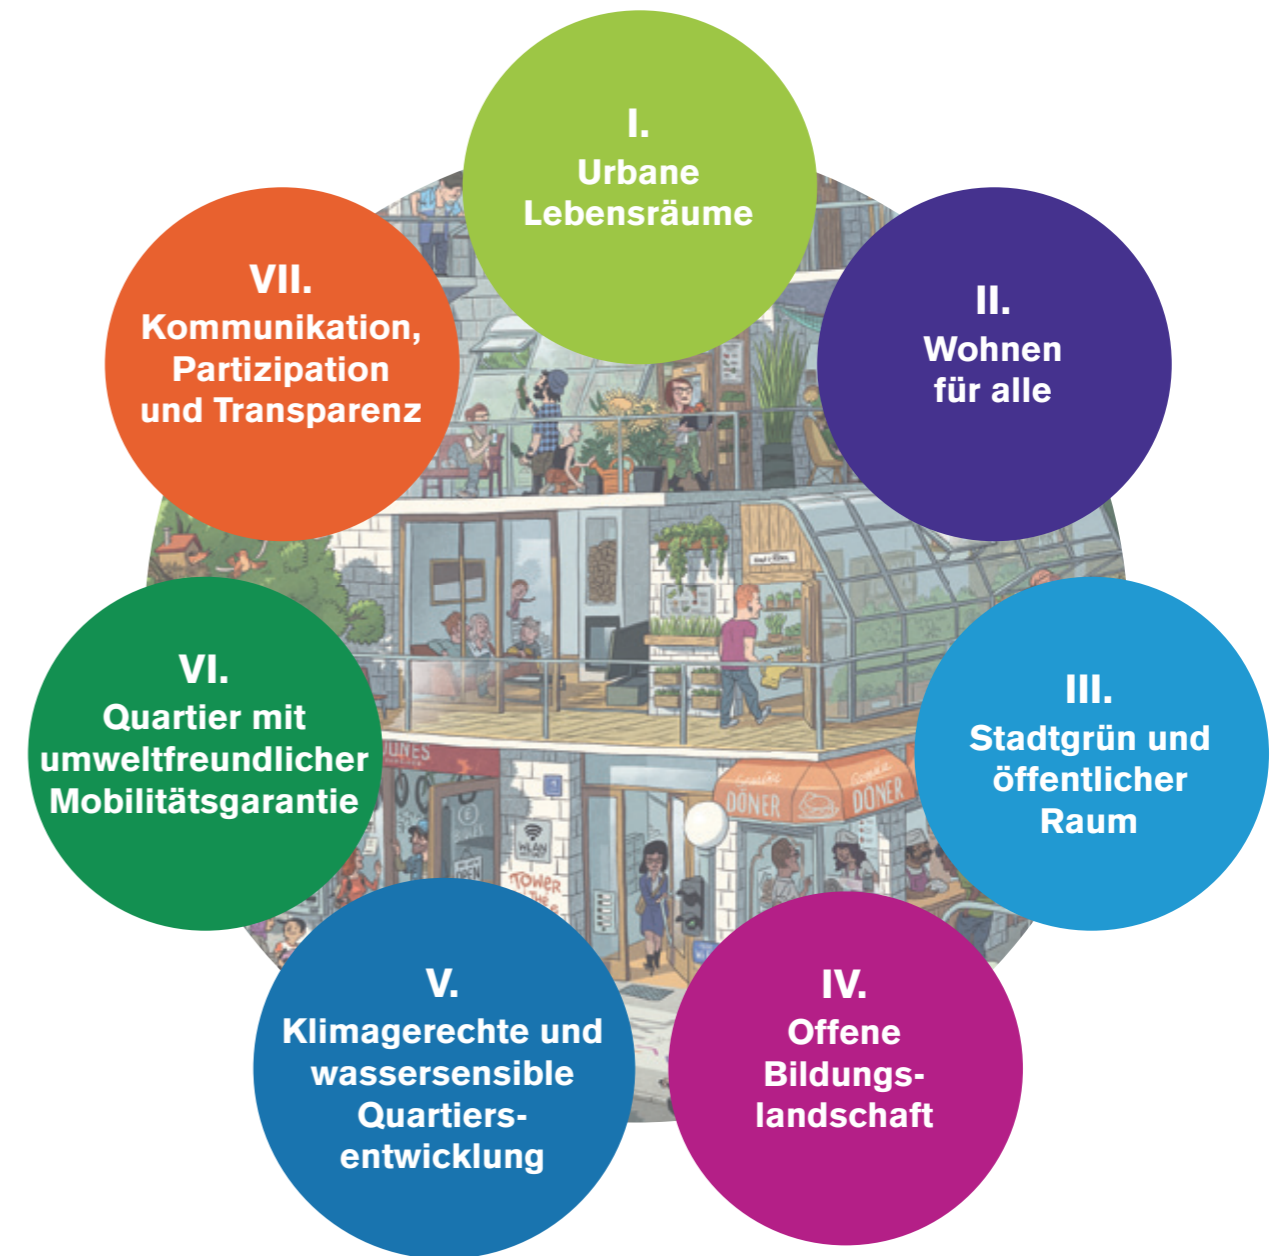 I.
Urbane
Lebensräume
II.
Wohnen
für alle
III.
Stadtgrün und
öffentlicher
Raum
IV.
Offene
Bildungs-
landschaft
V.
Klimagerechte und
wassersensible
Quartiers-
entwicklung
VI.
Quartier mit
umweltfreundlicher
Mobilitätsgarantie
VII.
Kommunikation,
Partizipation
und Transparenz
DÖNER
DÖNER
WLAN
TOWER
THE